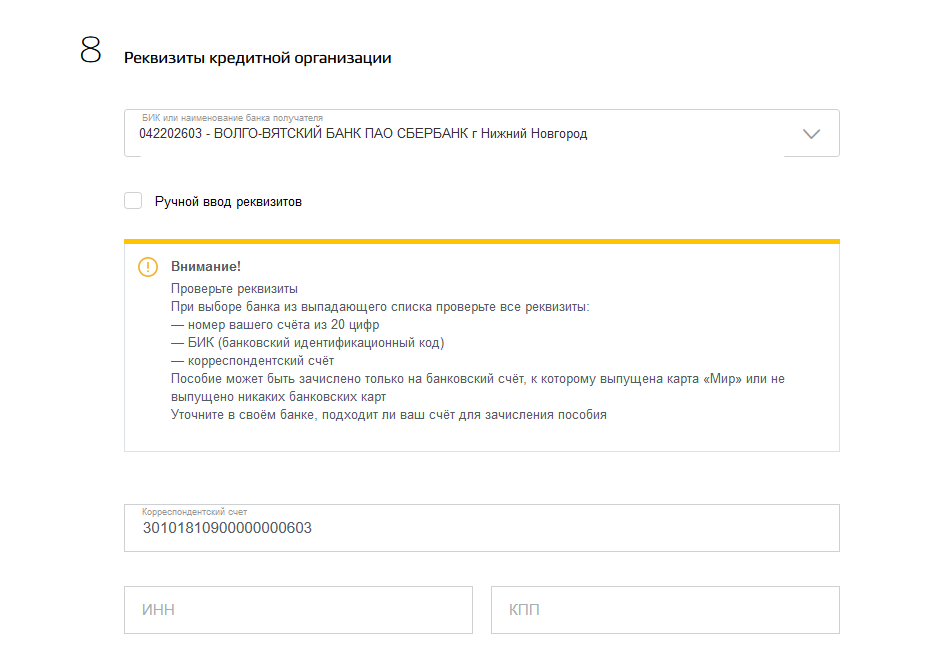 8
Реквизиты кредитной организации
БИК или наименование банка получателя
042202603 - ВОЛГО-ВЯТСКИЙ БАНК ПАО СБЕРБАНК г Нижний Новгород
Ручной ввод реквизитов
Внимание!
Проверьте реквизиты
При выборе банка из выпадающего списка проверьте все реквизиты:
— номер вашего счёта из 20 цифр
— БИК (банковский идентификационный код)
— корреспондентский счёт
Пособие может быть зачислено только на банковский счёт, к которому выпущена карта «Мир» или не
выпущено никаких банковских карт
Уточните в своём банке, подходит ли ваш счёт для зачисления пособия
Корреспондентский счет
30101810900000000603
ИНН
КПП